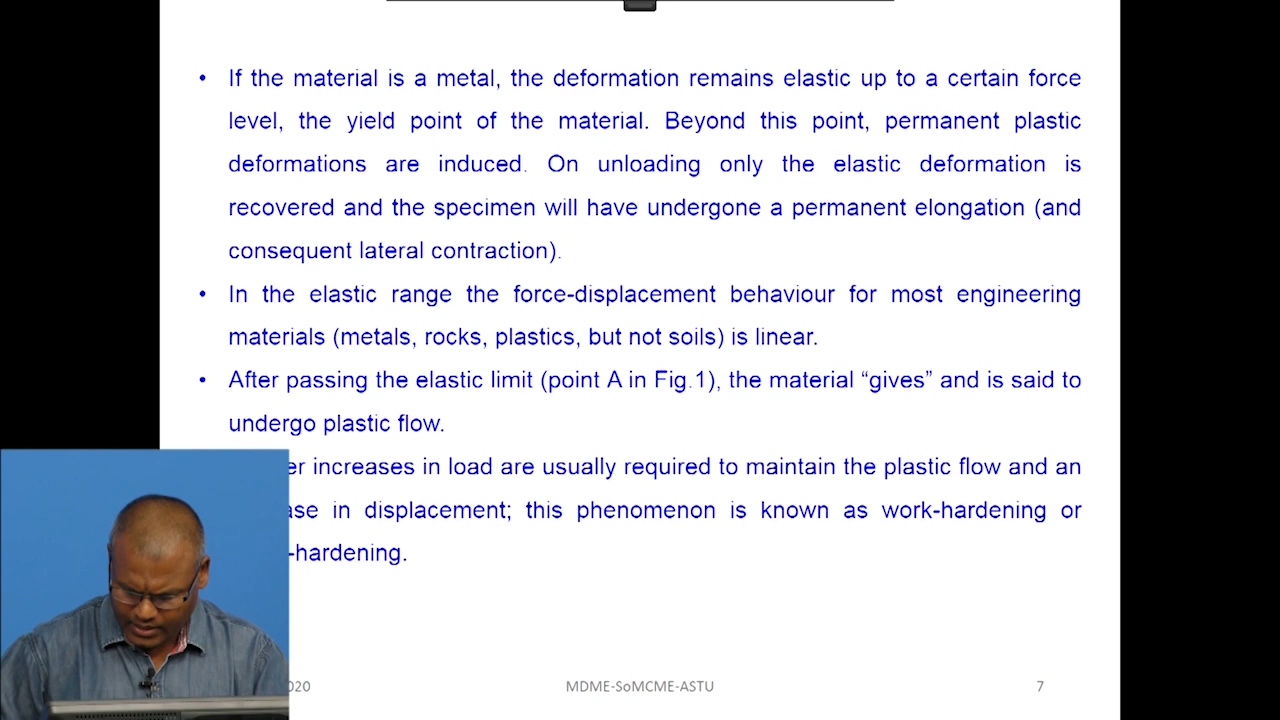 • If the material is a metal, the deformation remains elastic up to a certain force
level, the yield point of the material. Beyond this point, permanent plastic
deformations are induced. On unloading only the elastic deformation is
recovered and the specimen will have undergone a permanent elongation (and
consequent lateral contraction).
• In the elastic range the force-displacement behaviour for most engineering
materials (metals, rocks, plastics, but not soils) is linear.
• After passing the elastic limit (point A in Fig.1), the material “gives” and is said to
undergo plastic flow.
er increases in load are usually required to maintain the plastic flow and an
ase in displacement; this phenomenon is known as work-hardening or
-hardening.
020 MDME-SoMCME-ASTU 7